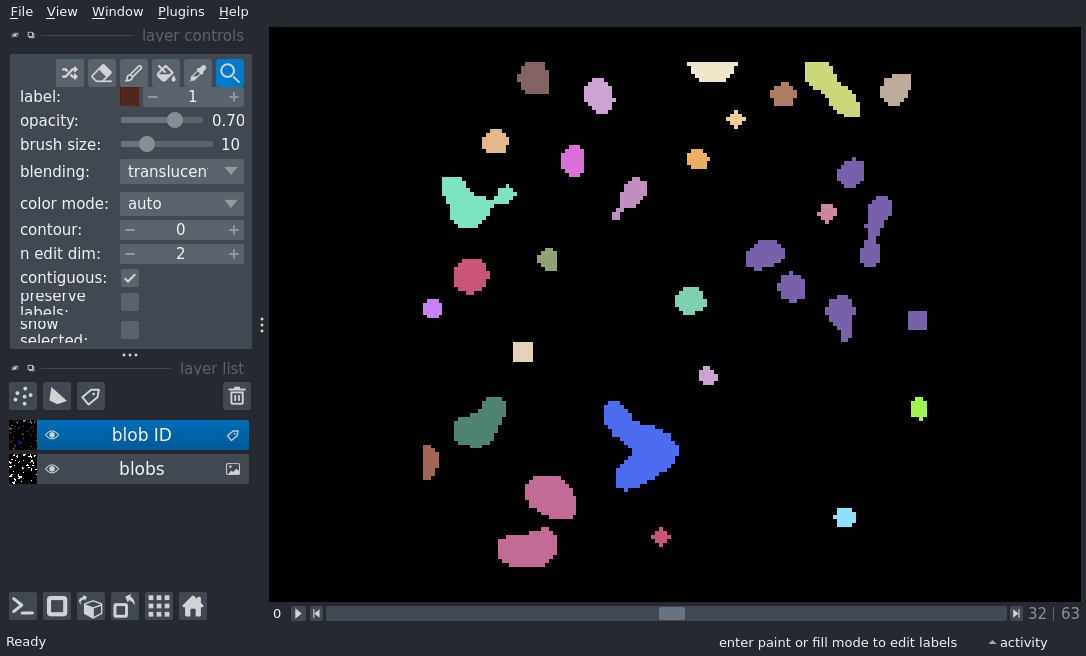 File View Window Plugins Help
layer controls
label: 1
opacity: 0.70
brush size: 10
blending: translucen
color mode: auto
contour: 0
n edit dim: 2
contiguous:
preserve
labels:
show
selected:
layer list
blob ID
blobs
0 32 | 63
Ready enter paint or fill mode to edit labels activity